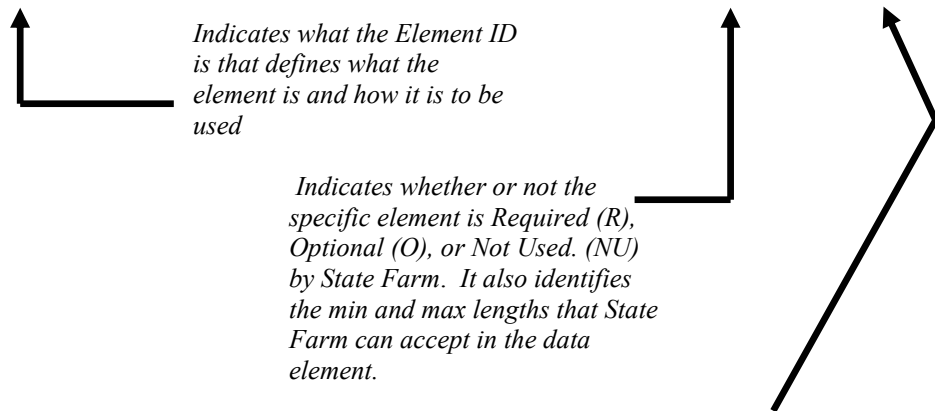 Indicates what the Element ID
is that defines what the
element is and how it is to be
used
Indicates whether or not the
specific element is Required (R),
Optional (O), or Not Used. (NU)
by State Farm.  It also identifies
the min and max lengths that State
Farm can accept in the data
element.